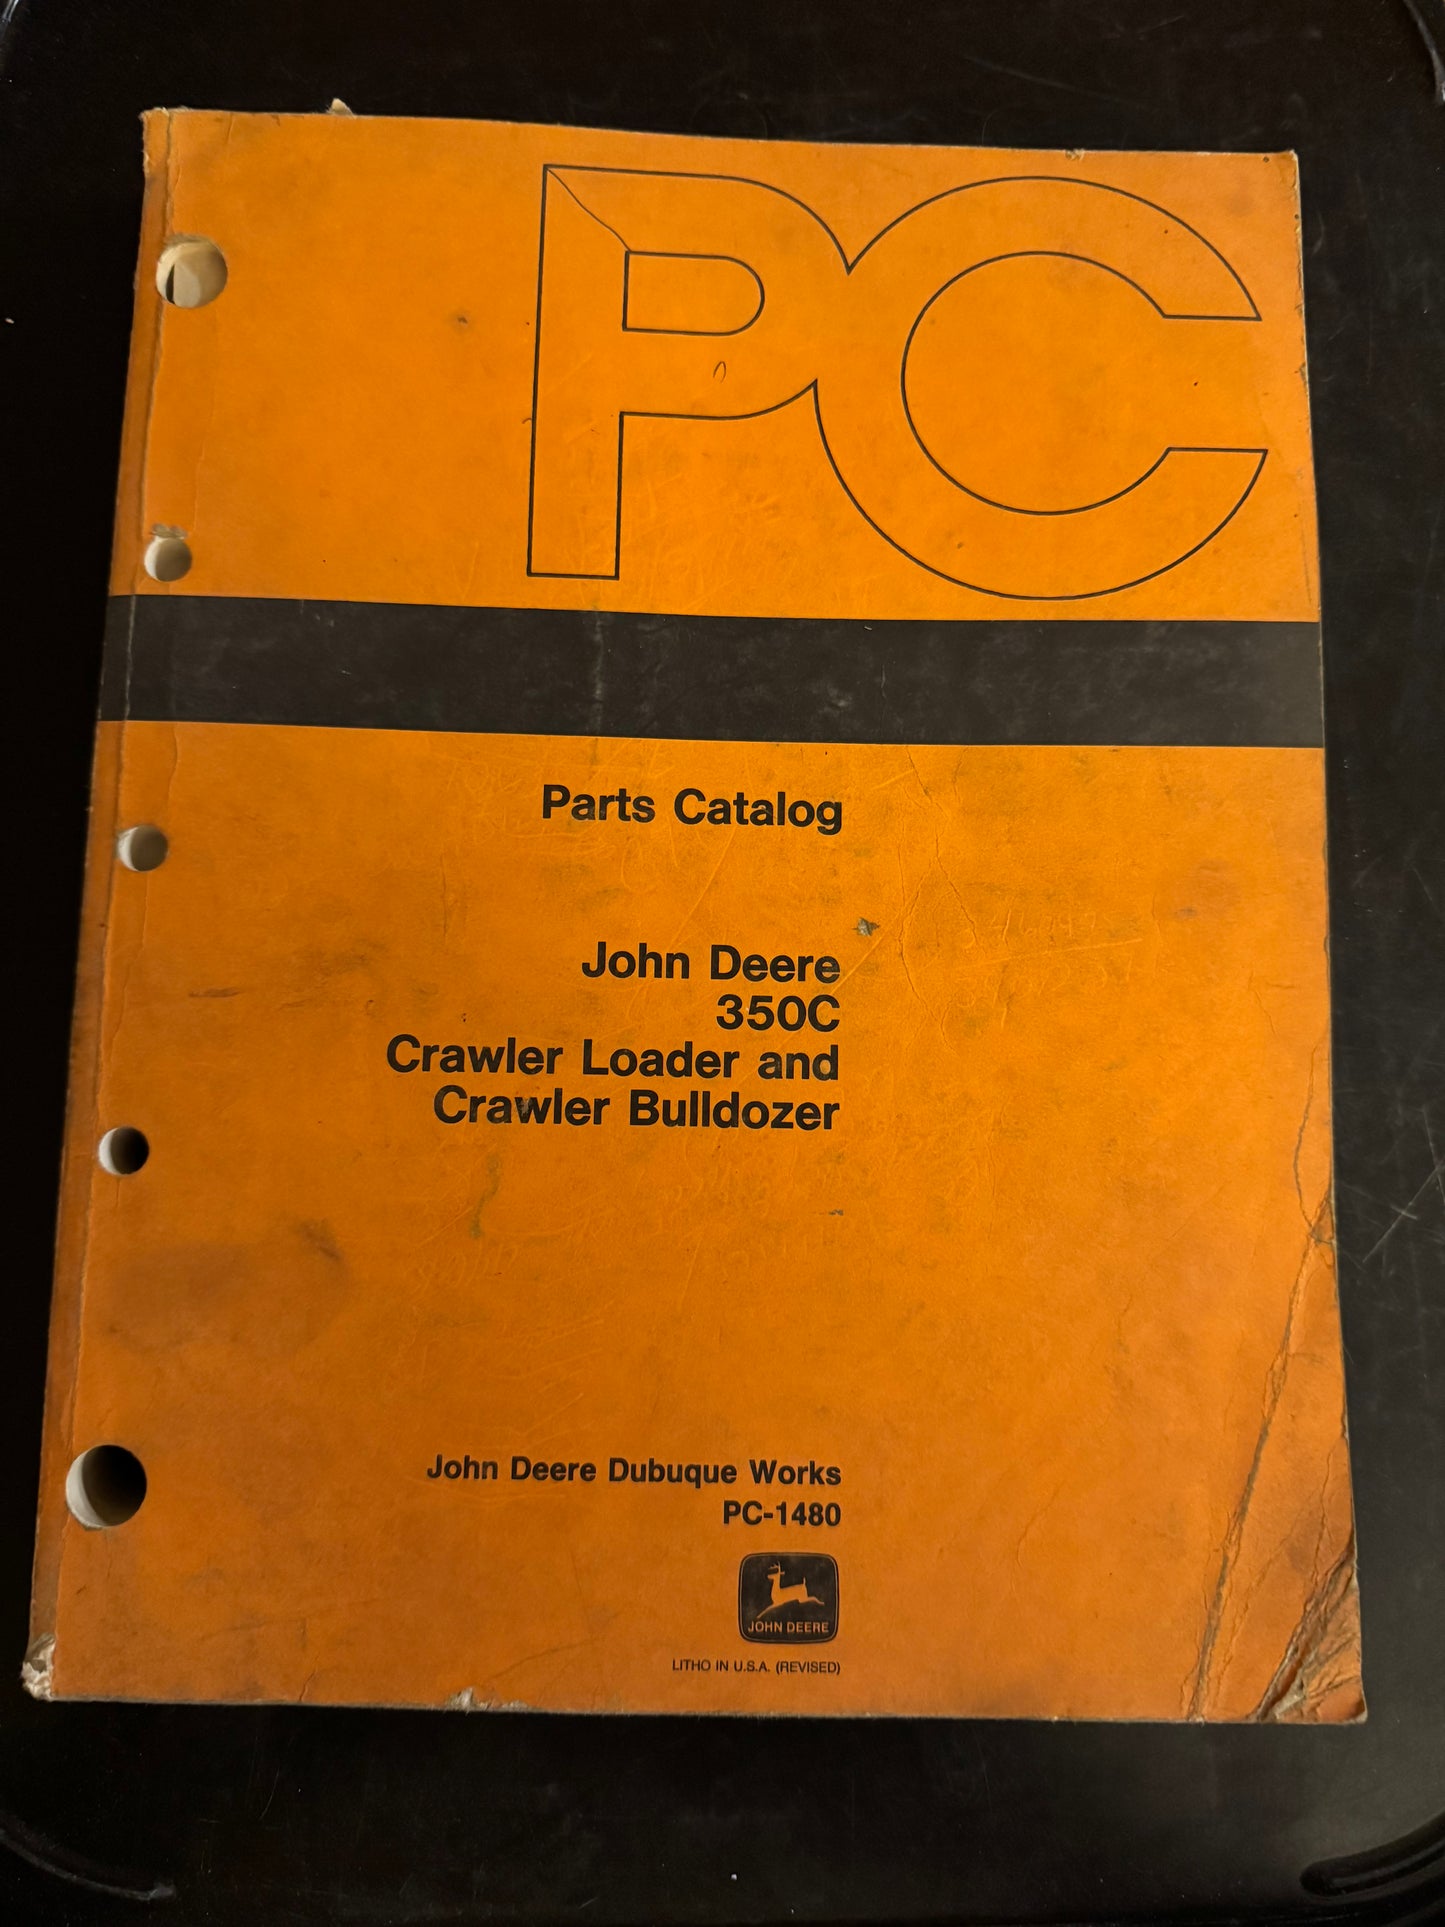 PC
Parts Catalog
John Deere
350C
Crawler Loader and
Crawler Bulldozer
John Deere Dubuque Works
PC-1480
JOHN DEERE
LITHO IN U.S.A. (REVISED)